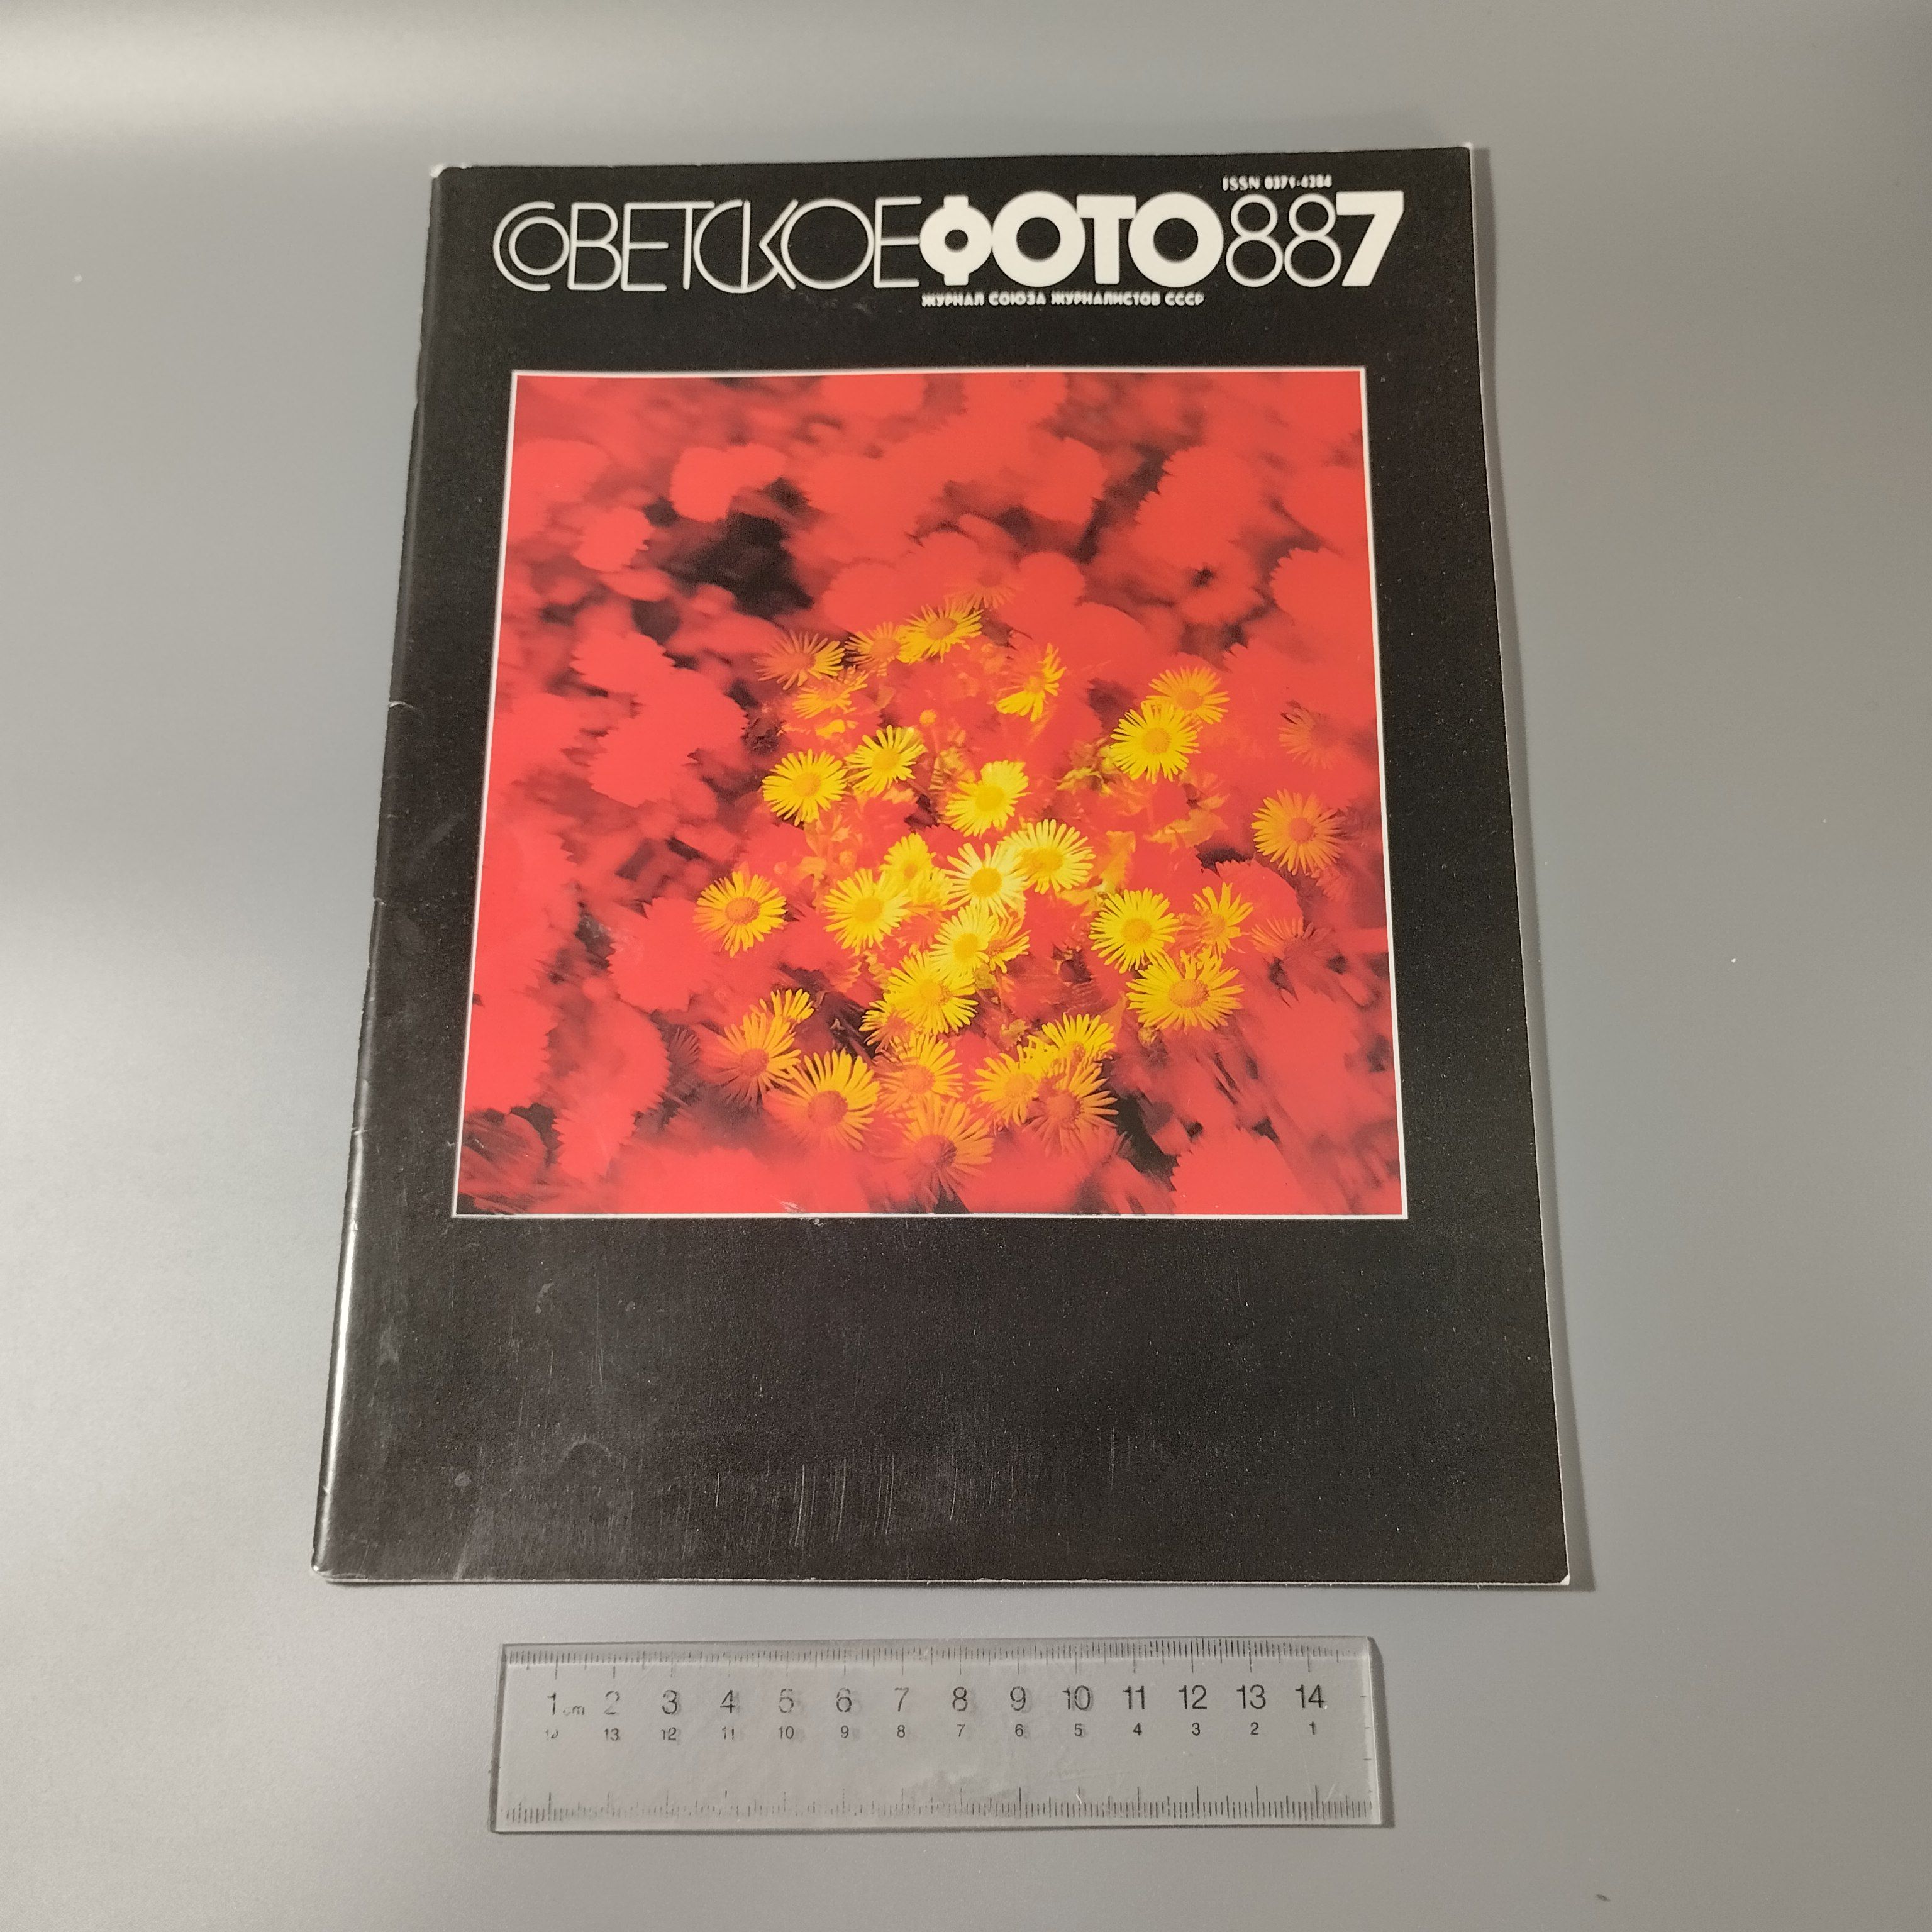 ISSN 0371-4284
СОВЕТСКОЕ ФОТО 88 7
ЖУРНАЛ СОЮЗА ЖУРНАЛИСТОВ СССР
1 cm 2 3 4 5 6 7 8 9 10 11 12 13 14
13 12 11 10 9 8 7 6 5 4 3 2 1